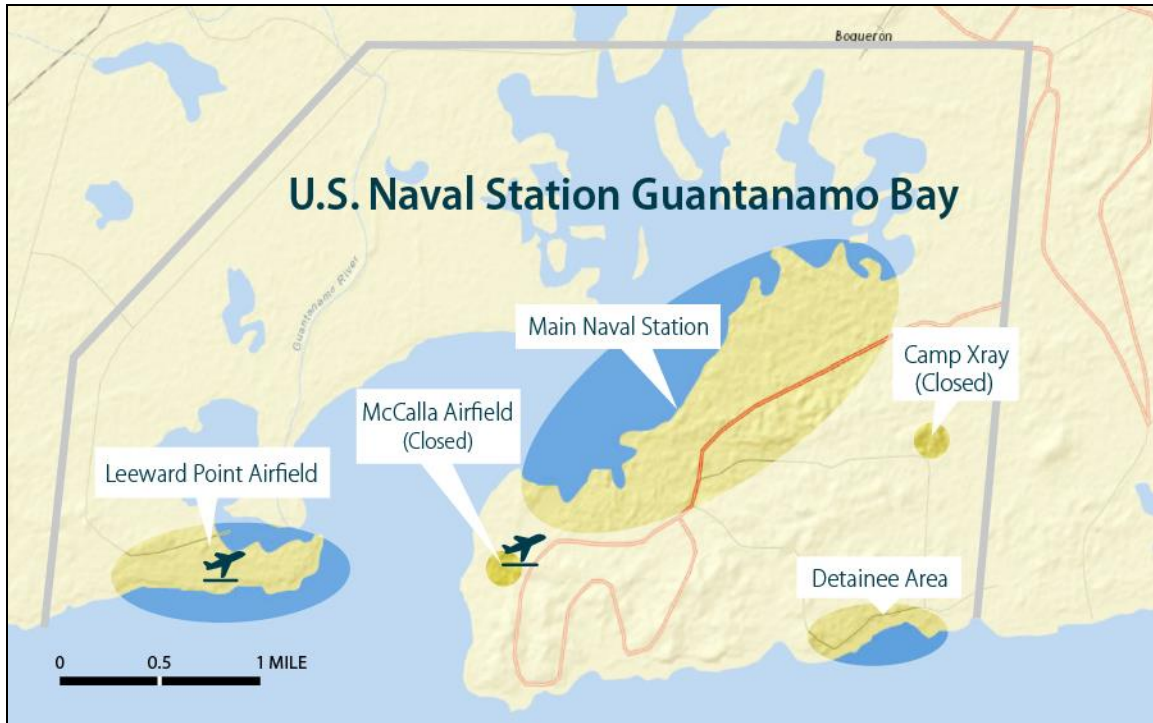 Boquerón
U.S. Naval Station Guantanamo Bay
Guantanamo River
Main Naval Station
Camp Xray
(Closed)
McCalla Airfield
(Closed)
Leeward Point Airfield
Detainee Area
0 0.5 1 MILE